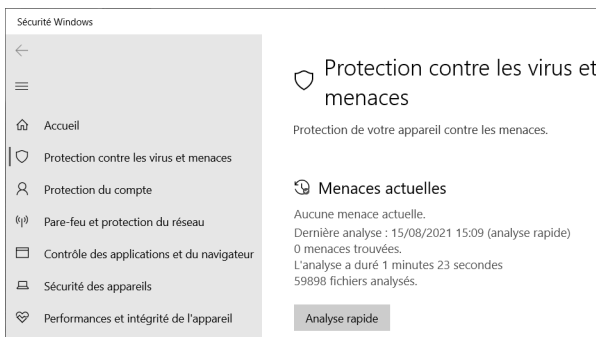 Sécurité Windows
Accueil
Protection contre les virus et menaces
Protection du compte
Pare-feu et protection du réseau
Contrôle des applications et du navigateur
Sécurité des appareils
Performances et intégrité de l'appareil
Protection contre les virus et
menaces
Protection de votre appareil contre les menaces.
Menaces actuelles
Aucune menace actuelle.
Dernière analyse : 15/08/2021 15:09 (analyse rapide)
0 menaces trouvées.
L'analyse a duré 1 minutes 23 secondes
59898 fichiers analysés.
Analyse rapide